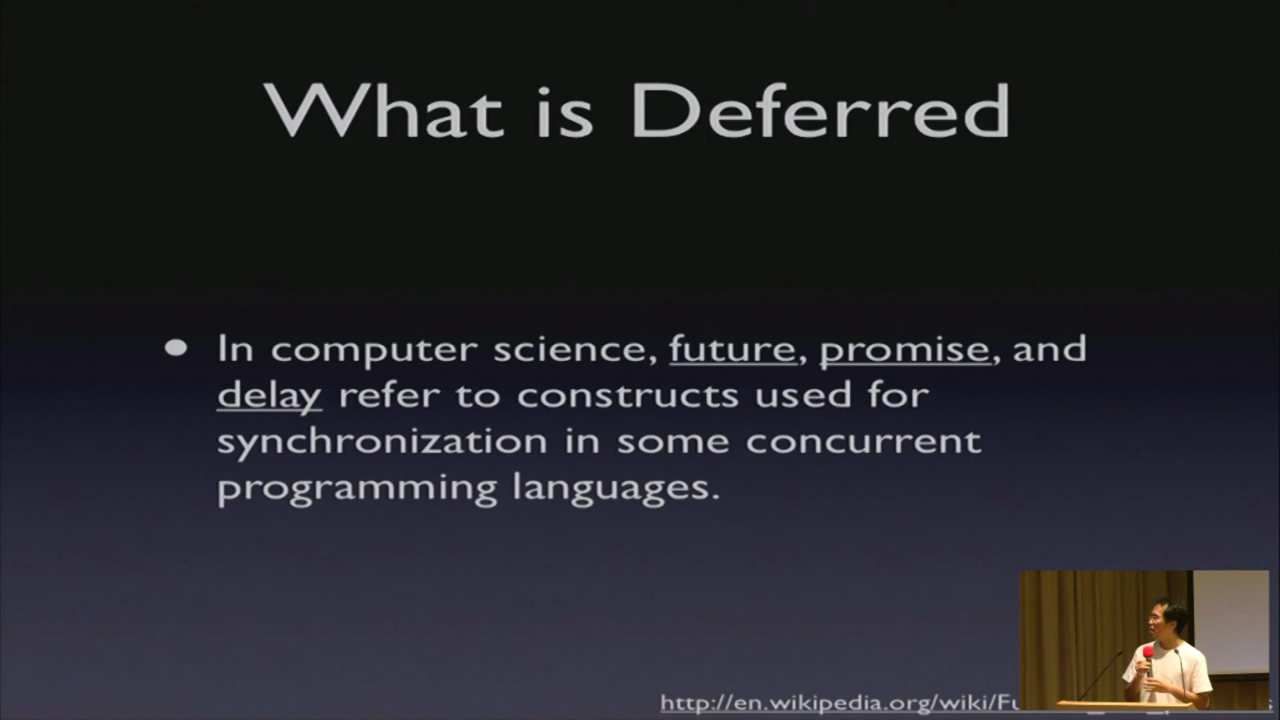 What is Deferred
• In computer science, future, promise, and
delay refer to constructs used for
synchronization in some concurrent
programming languages.
http://en.wikipedia.org/wiki/Fu